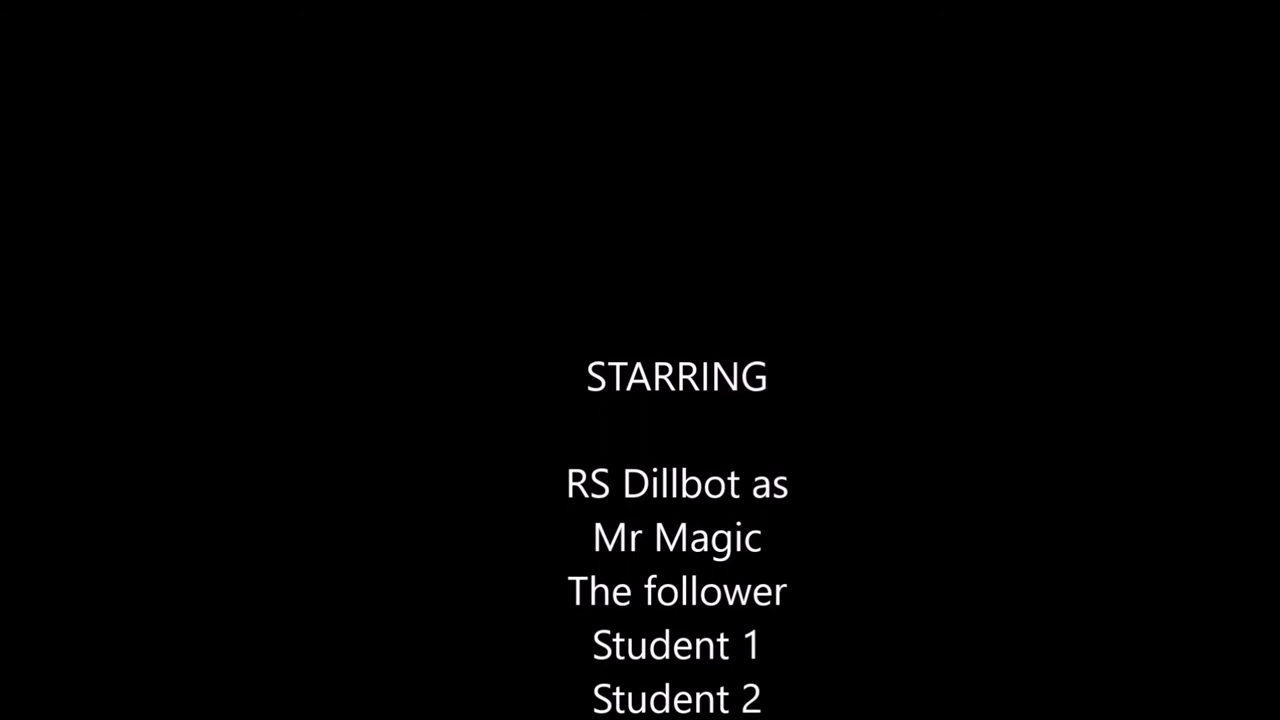 STARRING
RS Dillbot as
Mr Magic
The follower
Student 1
Student 2